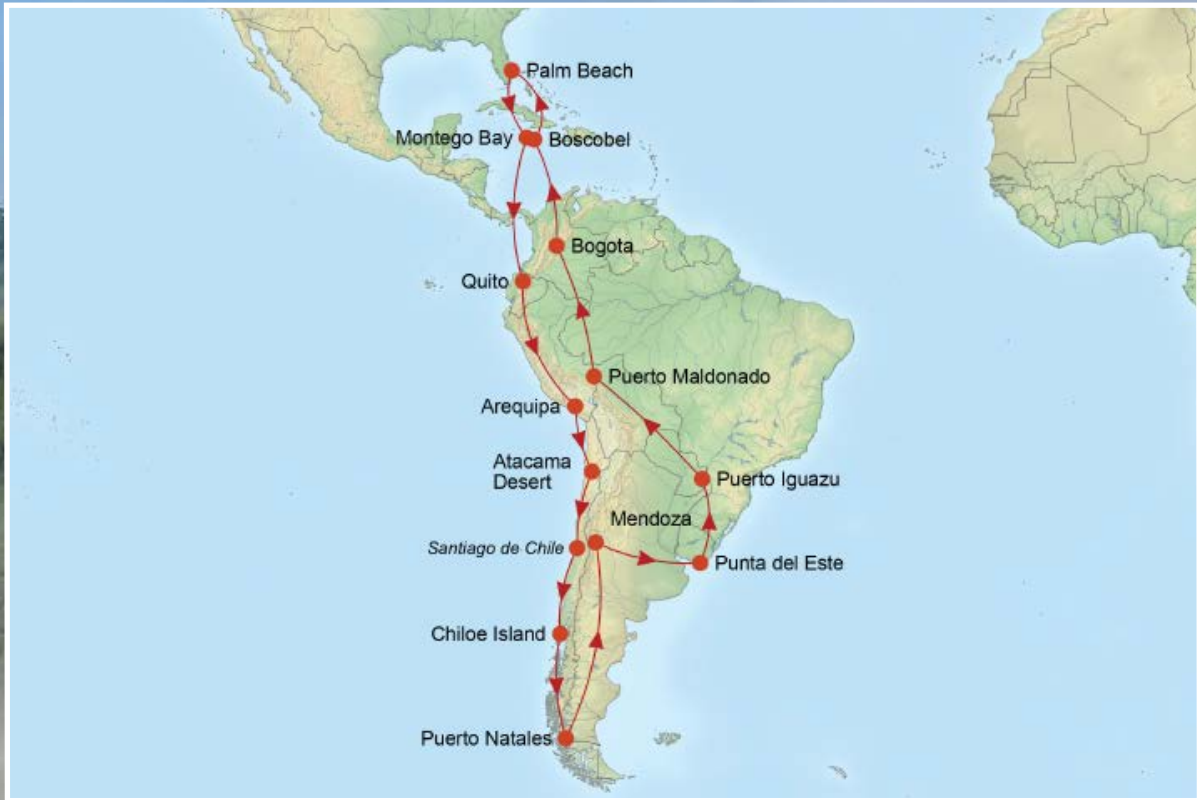 Palm Beach
Montego Bay
Boscobel
Bogota
Quito
Puerto Maldonado
Arequipa
Atacama
Desert
Puerto Iguazu
Mendoza
Santiago de Chile
Punta del Este
Chiloe Island
Puerto Natales